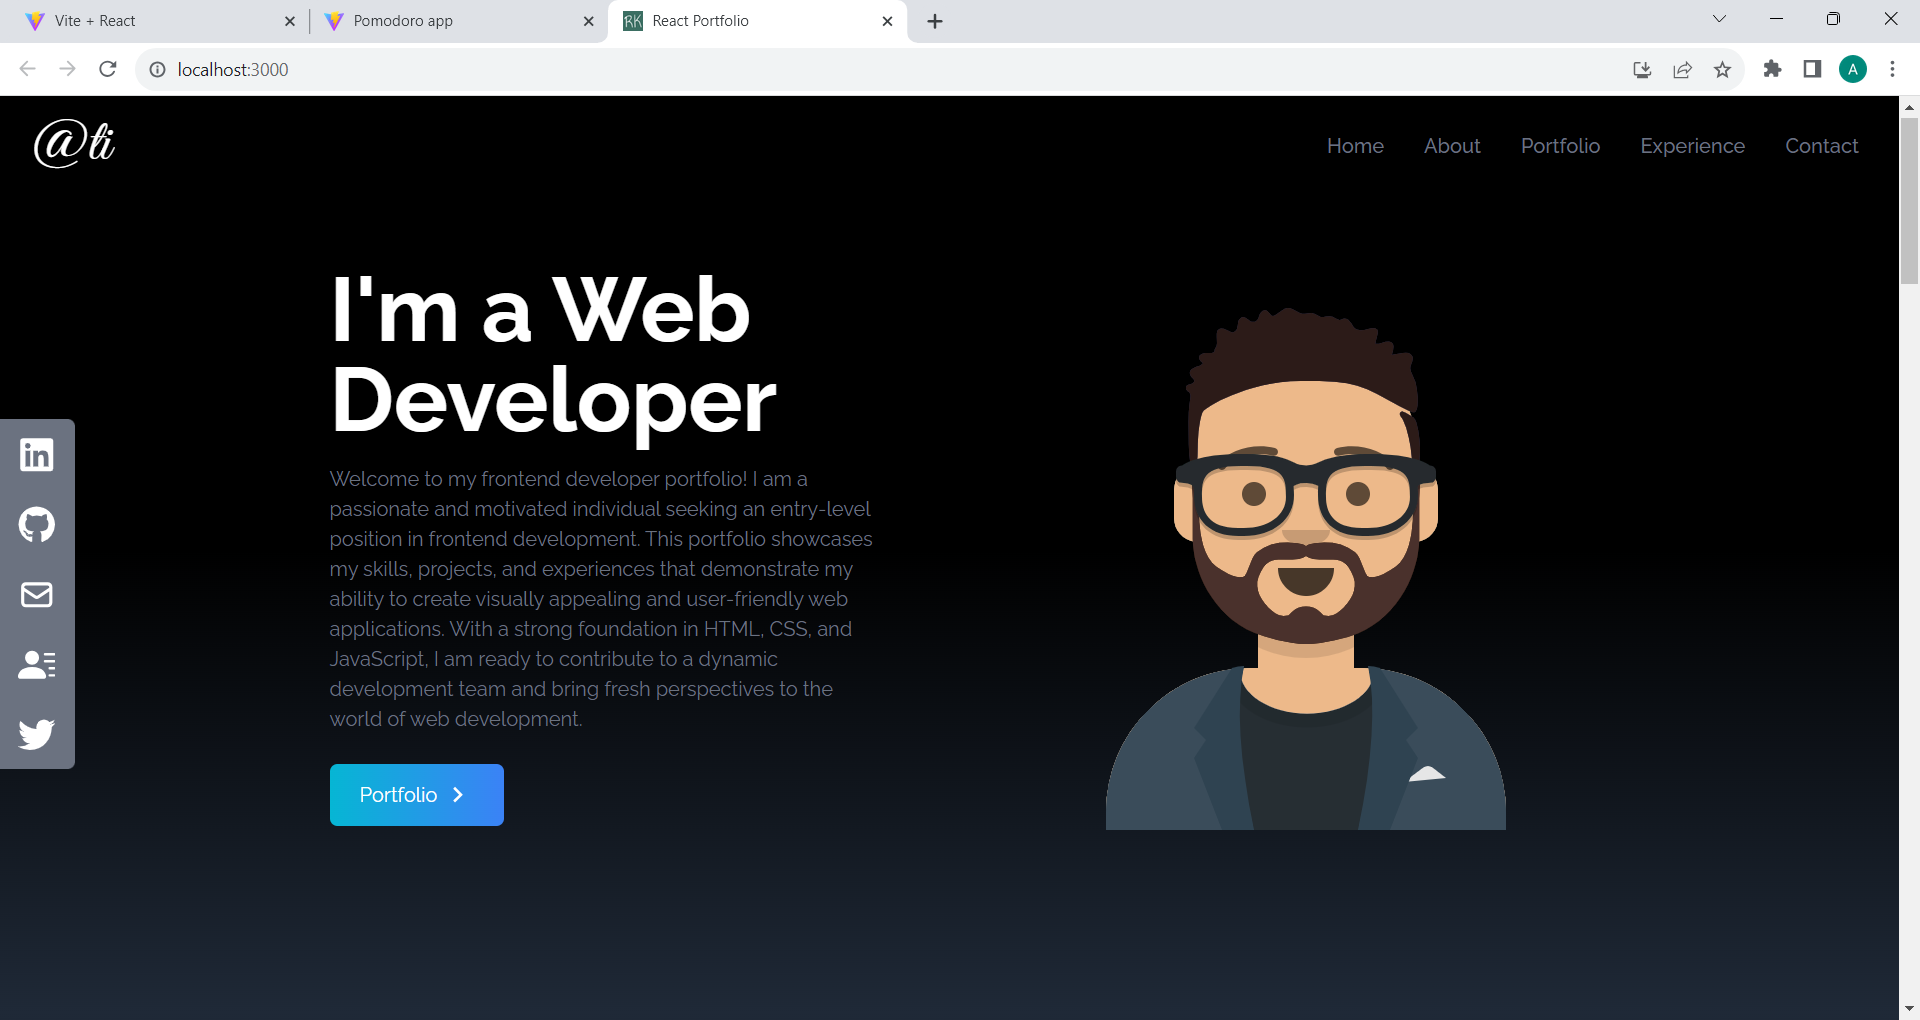 Vite + React
Pomodoro app
RK
React Portfolio
localhost:3000
A
@ti
Home
About
Portfolio
Experience
Contact
I'm a Web
Developer
Welcome to my frontend developer portfolio! I am a
passionate and motivated individual seeking an entry-level
position in frontend development. This portfolio showcases
my skills, projects, and experiences that demonstrate my
ability to create visually appealing and user-friendly web
applications. With a strong foundation in HTML, CSS, and
JavaScript, I am ready to contribute to a dynamic
development team and bring fresh perspectives to the
world of web development.
Portfolio
in